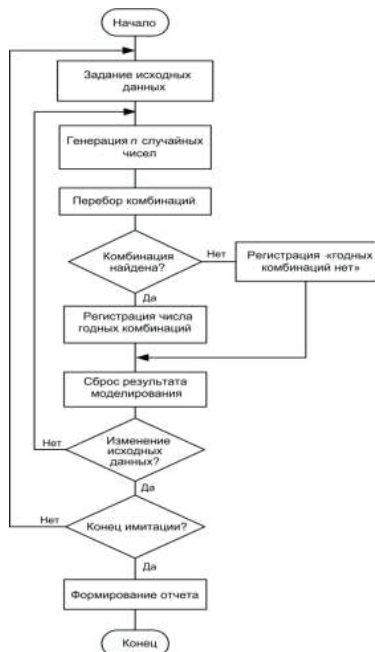 Начало
Задание исходных
данных
Генерация n случайных
чисел
Перебор комбинаций
Комбинация
найдена?
Нет
Регистрация «годных
комбинаций нет»
Да
Регистрация числа
годных комбинаций
Сброс результата
моделирования
Изменение
исходных
данных?
Нет
Да
Конец имитации?
Нет
Да
Формирование отчета
Конец